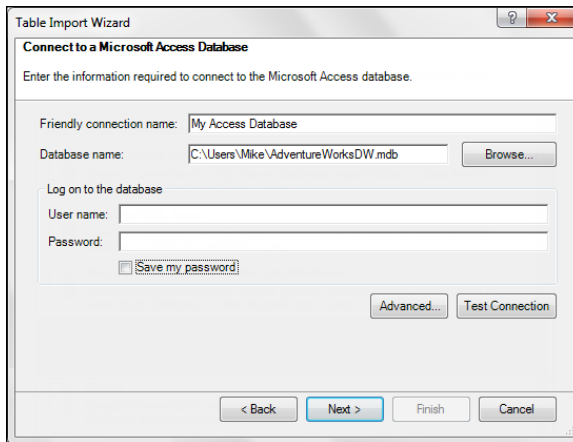 Table Import Wizard
Connect to a Microsoft Access Database
Enter the information required to connect to the Microsoft Access database.
Friendly connection name: My Access Database
Database name: C:\Users\Mike\AdventureWorksDW.mdb Browse...
Log on to the database
User name:
Password:
Save my password
Advanced... Test Connection
< Back Next > Finish Cancel